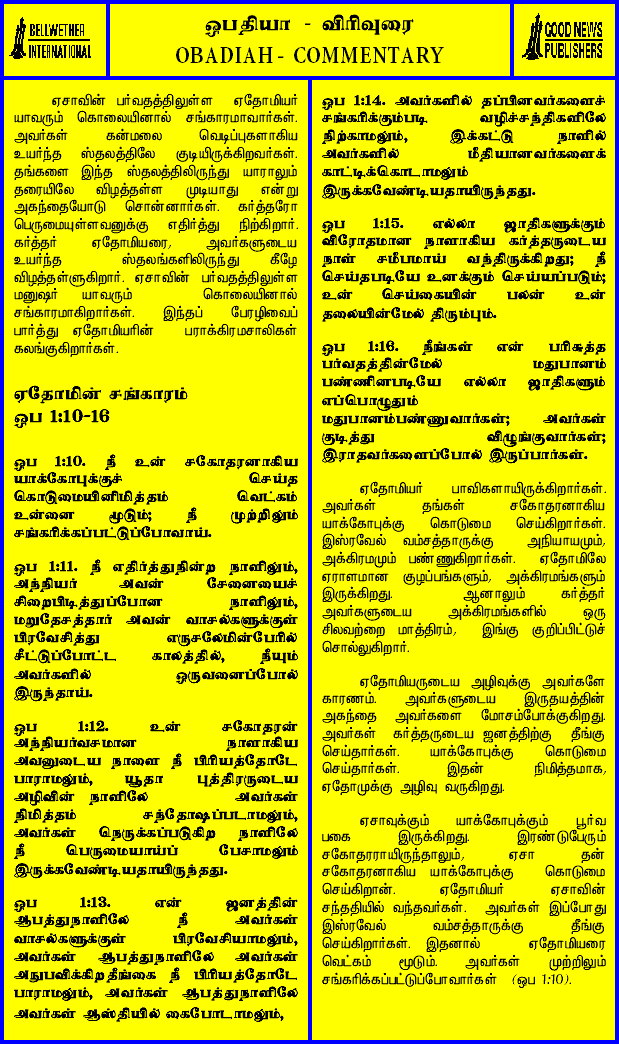 BELLWETHER
INTERNATIONAL
ஒபதியா - விரிவுரை
OBADIAH - COMMENTARY
GOOD NEWS
PUBLISHERS
ஏசாவின் பர்வதத்திலுள்ள ஏதோமியர்
யாவரும் கொலையினால் சங்காரமாவார்கள்.
அவர்கள் கன்மலை வெடிப்புகளாகிய
உயர்ந்த ஸ்தலத்திலே குடியிருக்கிறவர்கள்.
தங்களை இந்த ஸ்தலத்திலிருந்து யாராலும்
தரையிலே விழத்தள்ள முடியாது என்று
அகந்தையோடு சொன்னார்கள். கர்த்தரோ
பெருமையுள்ளவனுக்கு எதிர்த்து நிற்கிறார்.
கர்த்தர் ஏதோமியரை, அவர்களுடைய
உயர்ந்த ஸ்தலங்களிலிருந்து கீழே
விழத்தள்ளுகிறார். ஏசாவின் பர்வதத்திலுள்ள
மனுஷர் யாவரும் கொலையினால்
சங்காரமாகிறார்கள். இந்தப் பேரழிவைப்
பார்த்து ஏதோமியரின் பராக்கிரமசாலிகள்
கலங்குகிறார்கள்.
ஏதோமின் சங்காரம்
ஒப 1:10-16
ஒப 1:10. நீ உன் சகோதரனாகிய
யாக்கோபுக்குச் செய்த
கொடுமையினிமித்தம் வெட்கம்
உன்னை மூடும்; நீ முற்றிலும்
சங்கரிக்கப்பட்டுப்போவாய்.
ஒப 1:11. நீ எதிர்த்துநின்ற நாளிலும்,
அந்நியர் அவன் சேனையைச்
சிறைபிடித்துப்போன நாளிலும்,
மறுதேசத்தார் அவன் வாசல்களுக்குள்
பிரவேசித்து எருசலேமின்பேரில்
சீட்டுப்போட்ட காலத்தில், நீயும்
அவர்களில் ஒருவனைப்போல்
இருந்தாய்.
ஒப 1:12. உன் சகோதரன்
அந்நியர்வசமான நாளாகிய
அவனுடைய நாளை நீ பிரியத்தோடே
பாராமலும், யூதா புத்திரருடைய
அழிவின் நாளிலே அவர்கள்
நிமித்தம் சந்தோஷப்படாமலும்,
அவர்கள் நெருக்கப்படுகிற நாளிலே
நீ பெருமையாய்ப் பேசாமலும்
இருக்கவேண்டியதாயிருந்தது.
ஒப 1:13. என் ஜனத்தின்
ஆபத்துநாளிலே நீ அவர்கள்
வாசல்களுக்குள் பிரவேசியாமலும்,
அவர்கள் ஆபத்துநாளிலே அவர்கள்
அநுபவிக்கிறதீங்கை நீ பிரியத்தோடே
பாராமலும், அவர்கள் ஆபத்துநாளிலே
அவர்கள் ஆஸ்தியில் கைபோடாமலும்,
ஒப 1:14. அவர்களில் தப்பினவர்களைச்
சங்கரிக்கும்படி வழிச்சந்திகளிலே
நிற்காமலும், இக்கட்டு நாளில்
அவர்களில் மீதியானவர்களைக்
காட்டிக்கொடாமலும்
இருக்கவேண்டியதாயிருந்தது.
ஒப 1:15. எல்லா ஜாதிகளுக்கும்
விரோதமான நாளாகிய கர்த்தருடைய
நாள் சமீபமாய் வந்திருக்கிறது; நீ
செய்தபடியே உனக்கும் செய்யப்படும்;
உன் செய்கையின் பலன் உன்
தலையின்மேல் திரும்பும்.
ஒப 1:16. நீங்கள் என் பரிசுத்த
பர்வதத்தின்மேல் மதுபானம்
பண்ணினபடியே எல்லா ஜாதிகளும்
எப்பொழுதும்
மதுபானம்பண்ணுவார்கள்; அவர்கள்
குடித்து விழுங்குவார்கள்;
இராதவர்களைப்போல் இருப்பார்கள்.
ஏதோமியர் பாவிகளாயிருக்கிறார்கள்.
அவர்கள் தங்கள் சகோதரனாகிய
யாக்கோபுக்கு கொடுமை செய்கிறார்கள்.
இஸ்ரவேல் வம்சத்தாருக்கு அநியாயமும்,
அக்கிரமமும் பண்ணுகிறார்கள். ஏதோமிலே
ஏராளமான குழப்பங்களும், அக்கிரமங்களும்
இருக்கிறது. ஆனாலும் கர்த்தர்
அவர்களுடைய அக்கிரமங்களில் ஒரு
சிலவற்றை மாத்திரம், இங்கு குறிப்பிட்டுச்
சொல்லுகிறார்.
ஏதோமியருடைய அழிவுக்கு அவர்களே
காரணம். அவர்களுடைய இருதயத்தின்
அகந்தை அவர்களை மோசம்போக்குகிறது.
அவர்கள் கர்த்தருடைய ஜனத்திற்கு தீங்கு
செய்தார்கள். யாக்கோபுக்கு கொடுமை
செய்தார்கள். இதன் நிமித்தமாக,
ஏதோமுக்கு அழிவு வருகிறது.
ஏசாவுக்கும் யாக்கோபுக்கும் பூர்வ
பகை இருக்கிறது. இரண்டுபேரும்
சகோதரராயிருந்தாலும், ஏசா தன்
சகோதரனாகிய யாக்கோபுக்கு கொடுமை
செய்கிறான். ஏதோமியர் ஏசாவின்
சந்ததியில் வந்தவர்கள். அவர்கள் இப்போது
இஸ்ரவேல் வம்சத்தாருக்கு தீங்கு
செய்கிறார்கள். இதனால் ஏதோமியரை
வெட்கம் மூடும். அவர்கள் முற்றிலும்
சங்கரிக்கப்பட்டுப்போவார்கள் (ஒப 1:10).